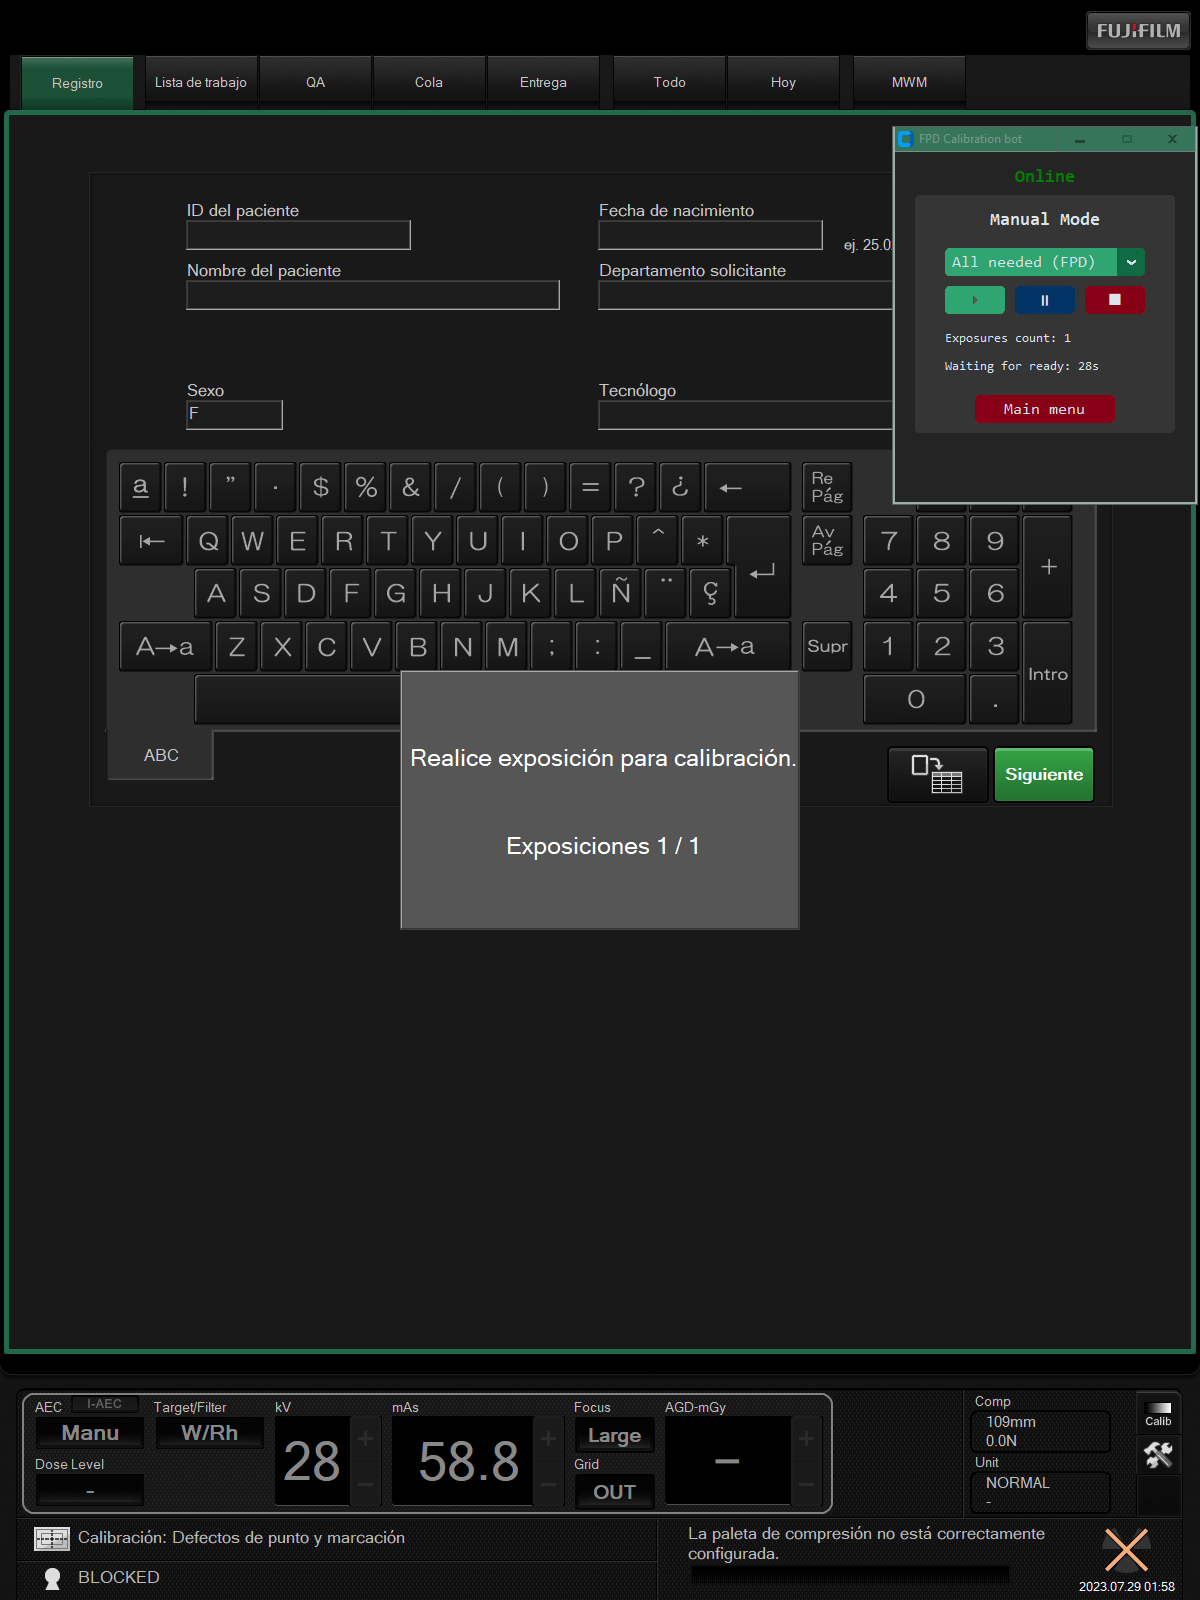 FUJIFILM
Registro
Lista de trabajo
QA
Cola
Entrega
Todo
Hoy
MWM
FPD Calibration bot
Online
Manual Mode
All needed (FPD)
Exposures count: 1
Waiting for ready: 28s
Main menu
ID del paciente
Fecha de nacimiento
ej. 25.0
Nombre del paciente
Departamento solicitante
Sexo
F
Tecnólogo
a ! " · $ % & / ( ) = ? ¿ ←
Re Pág
Q W E R T Y U I O P ^ *
Av Pág
7 8 9 +
A S D F G H J K L Ñ ¨ ç
4 5 6
A→a Z X C V B N M ; : _ A→a
Supr
1 2 3
Intro
0 .
ABC
Siguiente
Realice exposición para calibración.
Exposiciones 1 / 1
AEC
I-AEC
Manu
Dose Level
-
Target/Filter
W/Rh
kV
28
+
-
mAs
58.8
+
-
Focus
Large
Grid
OUT
AGD-mGy
-
+
-
Comp
109mm
0.0N
Unit
NORMAL
-
Calib
Calibración: Defectos de punto y marcación
BLOCKED
La paleta de compresión no está correctamente
configurada.
2023.07.29 01:58